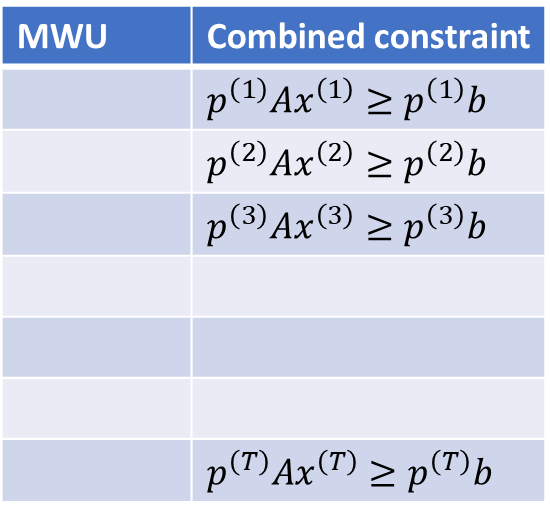 MWU Combined constraint
p^{(1)}Ax^{(1)} ≥ p^{(1)}b
p^{(2)}Ax^{(2)} ≥ p^{(2)}b
p^{(3)}Ax^{(3)} ≥ p^{(3)}b
p^{(T)}Ax^{(T)} ≥ p^{(T)}b